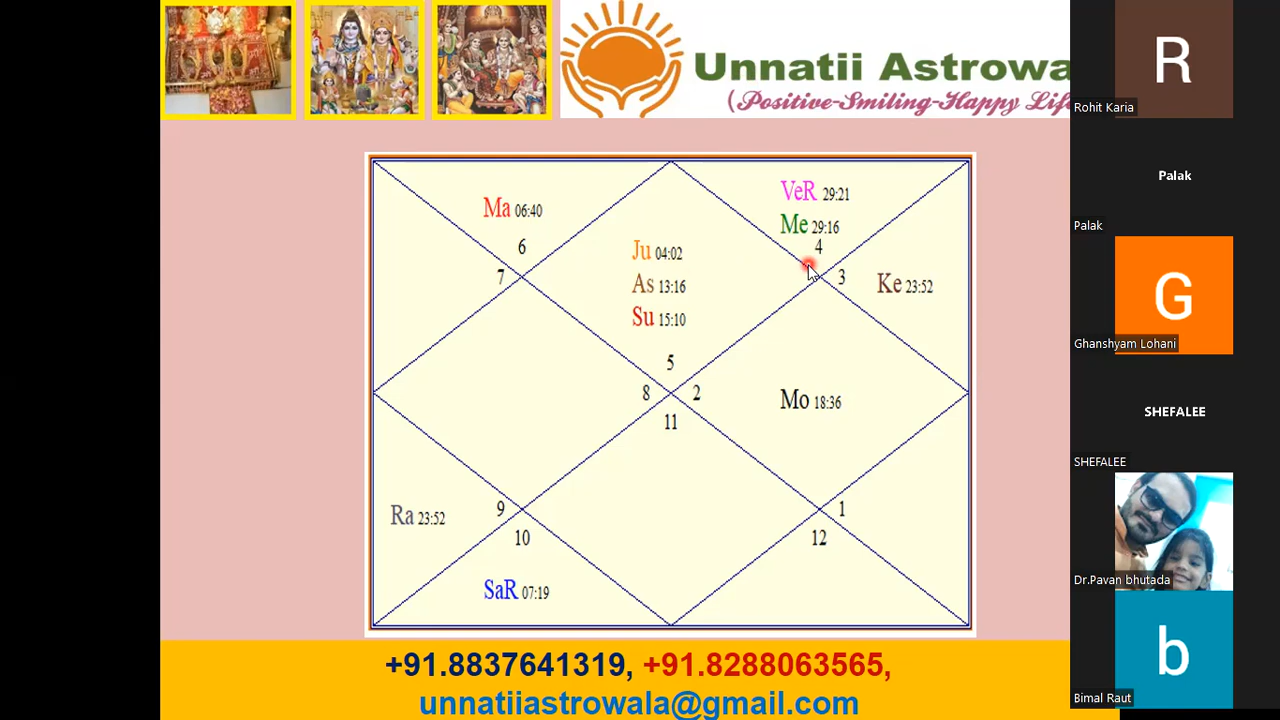 Unnatii Astrowa
(Positive-Smiling-Happy Life
VeR 29:21
Ma 06:40
Me 29:16
6
4
Ju 04:02
7
3
Ke 23:52
As 13:16
Su 15:10
5
8
2
Mo 18:36
11
9
1
Ra 23:52
10
12
SaR 07:19
+91.8837641319, +91.8288063565,
unnatiiastrowala@gmail.com
R
Rohit Karia
Palak
Palak
G
Ghanshyam Lohani
SHEFALEE
SHEFALEE
Dr.Pavan bhutada
b
Bimal Raut